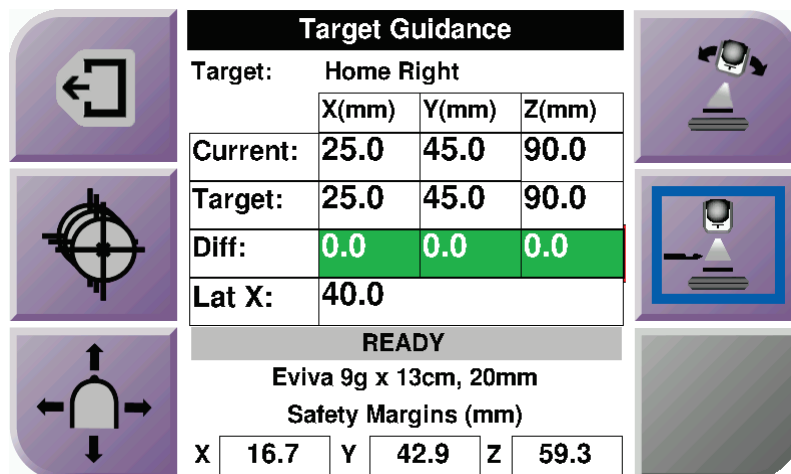 Target Guidance
Target: Home Right
X(mm) Y(mm) Z(mm)
Current: 25.0 45.0 90.0
Target: 25.0 45.0 90.0
Diff: 0.0 0.0 0.0
Lat X: 40.0
READY
Eviva 9g x 13cm, 20mm
Safety Margins (mm)
X 16.7 Y 42.9 Z 59.3